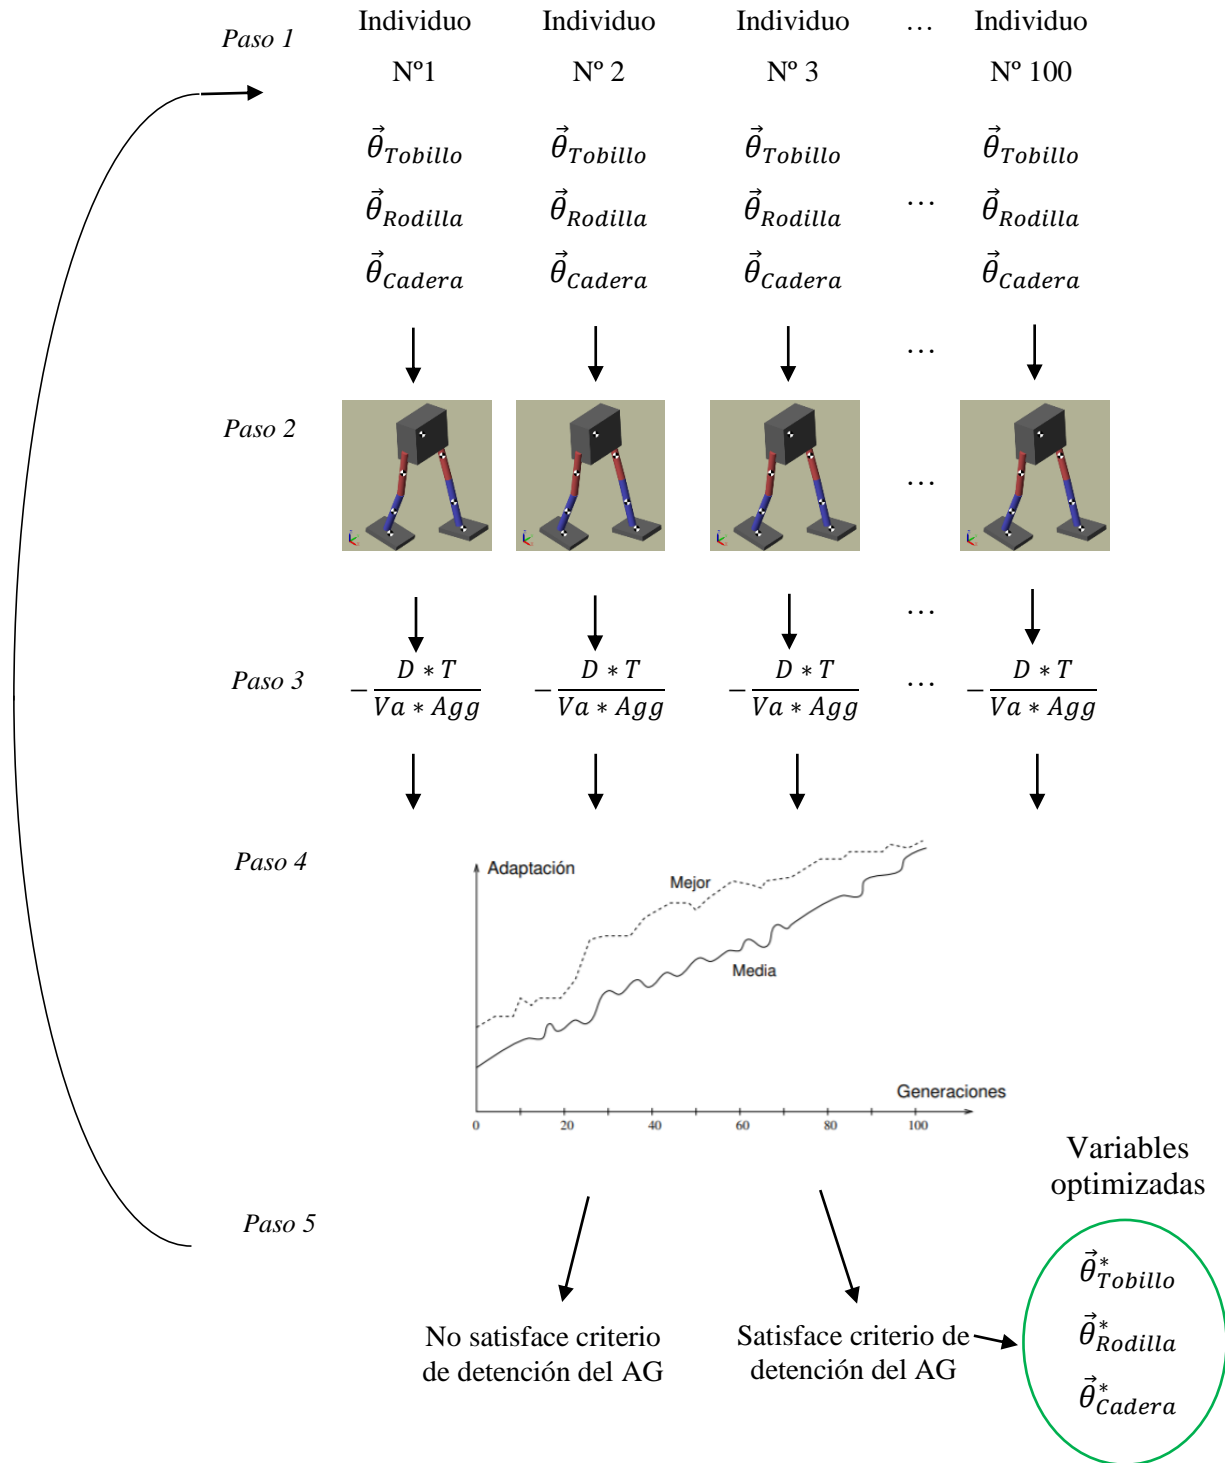 Paso 1
Individuo Individuo Individuo … Individuo
Nº1 Nº 2 Nº 3 Nº 100
θ⃗Tobillo θ⃗Tobillo θ⃗Tobillo θ⃗Tobillo
θ⃗Rodilla θ⃗Rodilla θ⃗Rodilla … θ⃗Rodilla
θ⃗Cadera θ⃗Cadera θ⃗Cadera θ⃗Cadera
…
Paso 2
…
…
Paso 3
D * T D * T D * T D * T
− − − … −
Va * Agg Va * Agg Va * Agg Va * Agg
Paso 4
Adaptación
Mejor
Media
Generaciones
0 20 40 60 80 100
Variables
optimizadas
Paso 5
θ⃗*Tobillo
θ⃗*Rodilla
θ⃗*Cadera
No satisface criterio
de detención del AG
Satisface criterio de
detención del AG